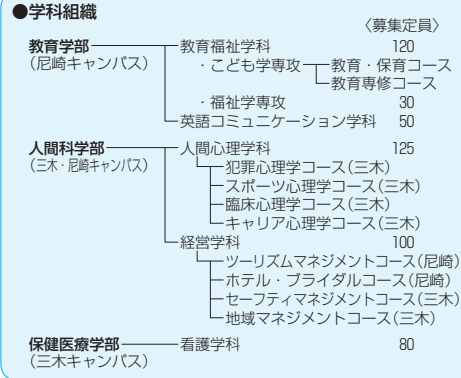 ●学科組織
〈募集定員〉
教育学部 教育福祉学科 120
(尼崎キャンパス) ・こども学専攻 教育・保育コース
教育専修コース
・福祉学専攻 30
英語コミュニケーション学科 50
人間科学部 人間心理学科 125
(三木・尼崎キャンパス) 犯罪心理学コース(三木)
スポーツ心理学コース(三木)
臨床心理学コース(三木)
キャリア心理学コース(三木)
経営学科 100
ツーリズムマネジメントコース(尼崎)
ホテル・ブライダルコース(尼崎)
セーフティマネジメントコース(三木)
地域マネジメントコース(三木)
保健医療学部 看護学科 80
(三木キャンパス)